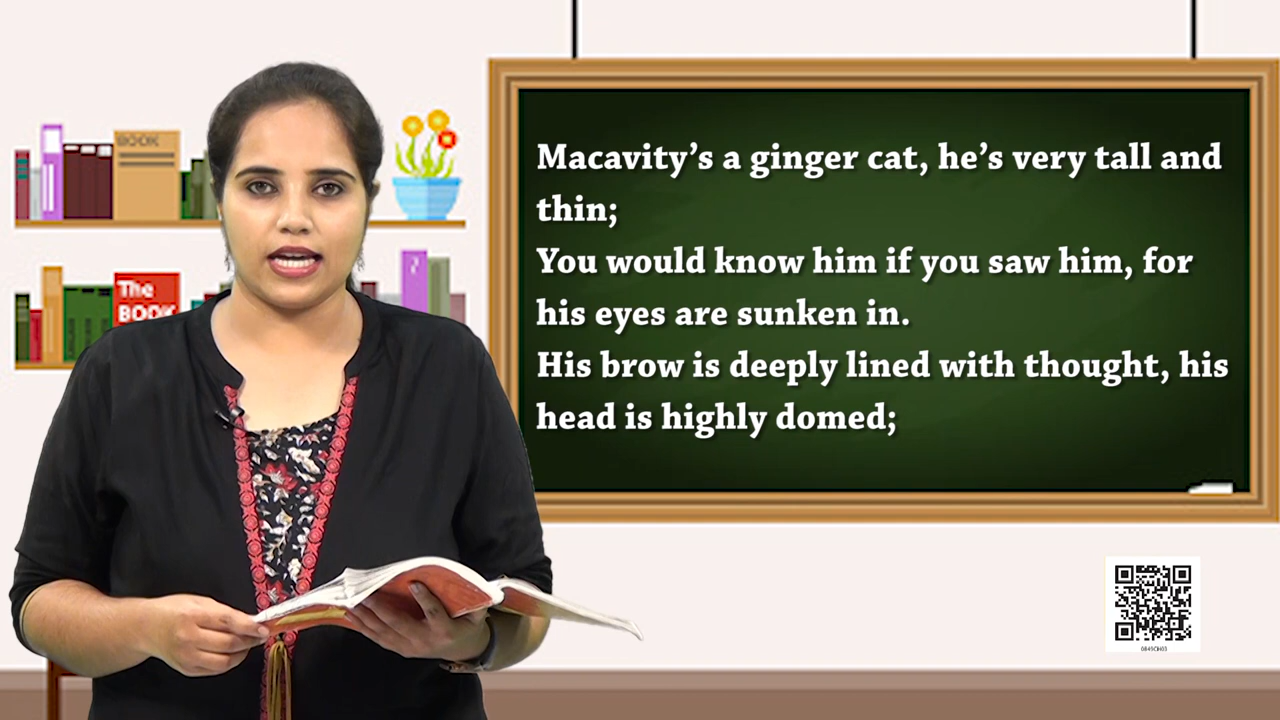 BOOK
The
BOOK
?
Macavity's a ginger cat, he's very tall and
thin;
You would know him if you saw him, for
his eyes are sunken in.
His brow is deeply lined with thought, his
head is highly domed;